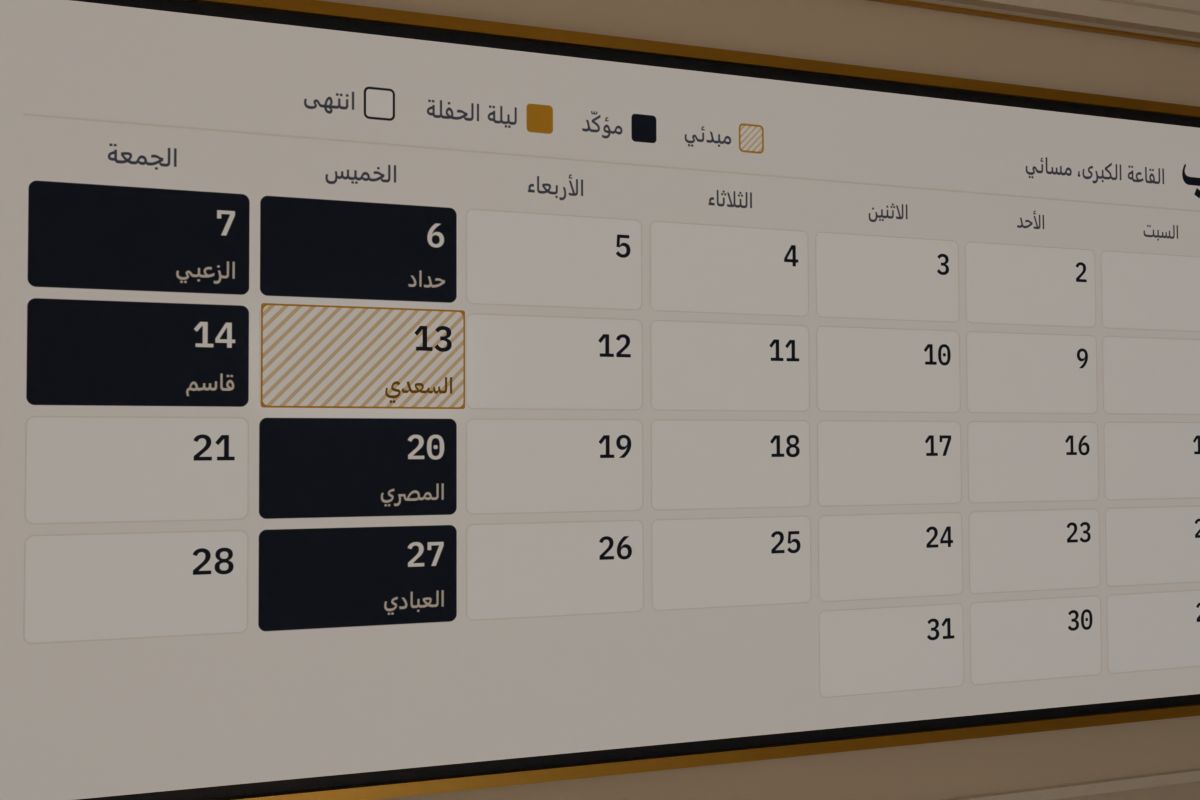 القاعة الكبرى، مسائي
مبدئي
مؤكّد
ليلة الحفلة
انتهى
السبت الأحد الاثنين الثلاثاء الأربعاء الخميس الجمعة
2 3 4 5 6 7
حداد الزعبي
9 10 11 12 13 14
السعدي قاسم
16 17 18 19 20 21
المصري
23 24 25 26 27 28
العبادي
30 31